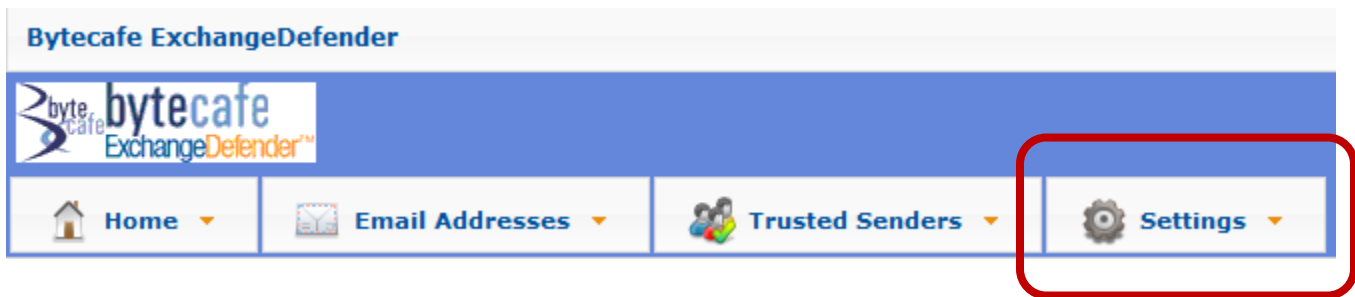 Bytecafe ExchangeDefender
byte cafe
bytecafe
ExchangeDefender™
Home
Email Addresses
Trusted Senders
Settings